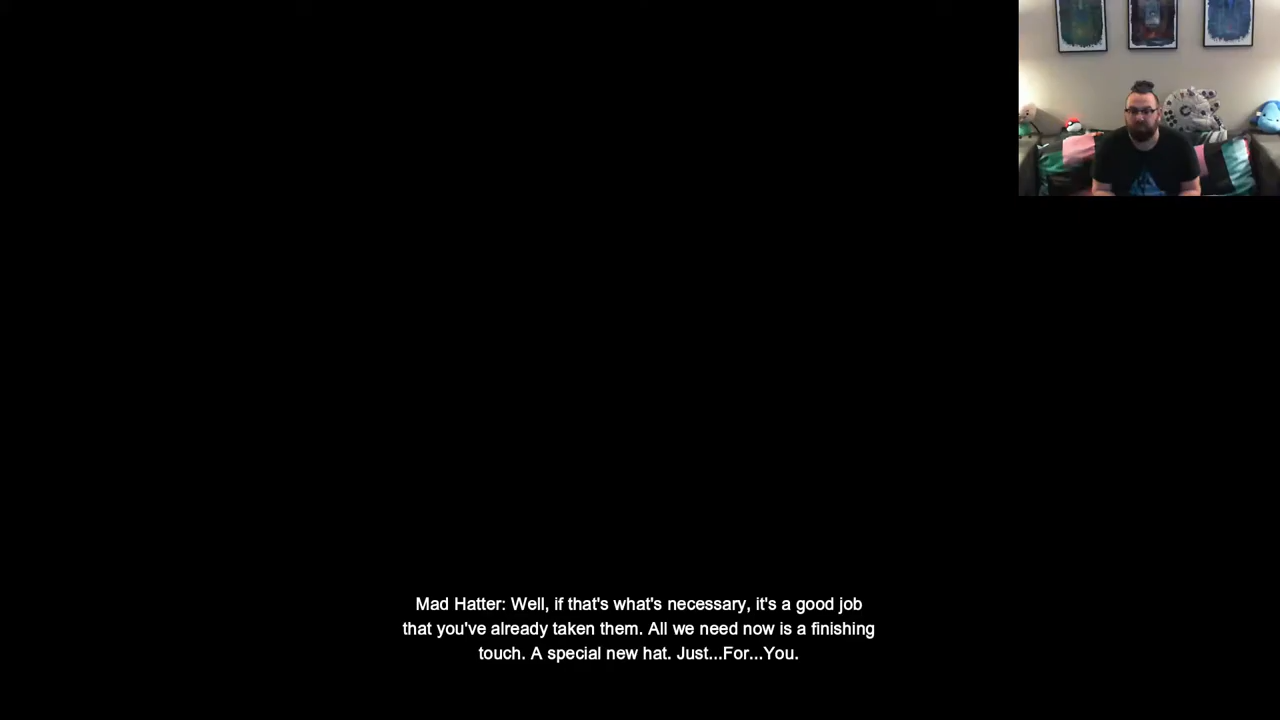 Mad Hatter: Well, if that's what's necessary, it's a good job
that you've already taken them. All we need now is a finishing
touch. A special new hat. Just...For...You.